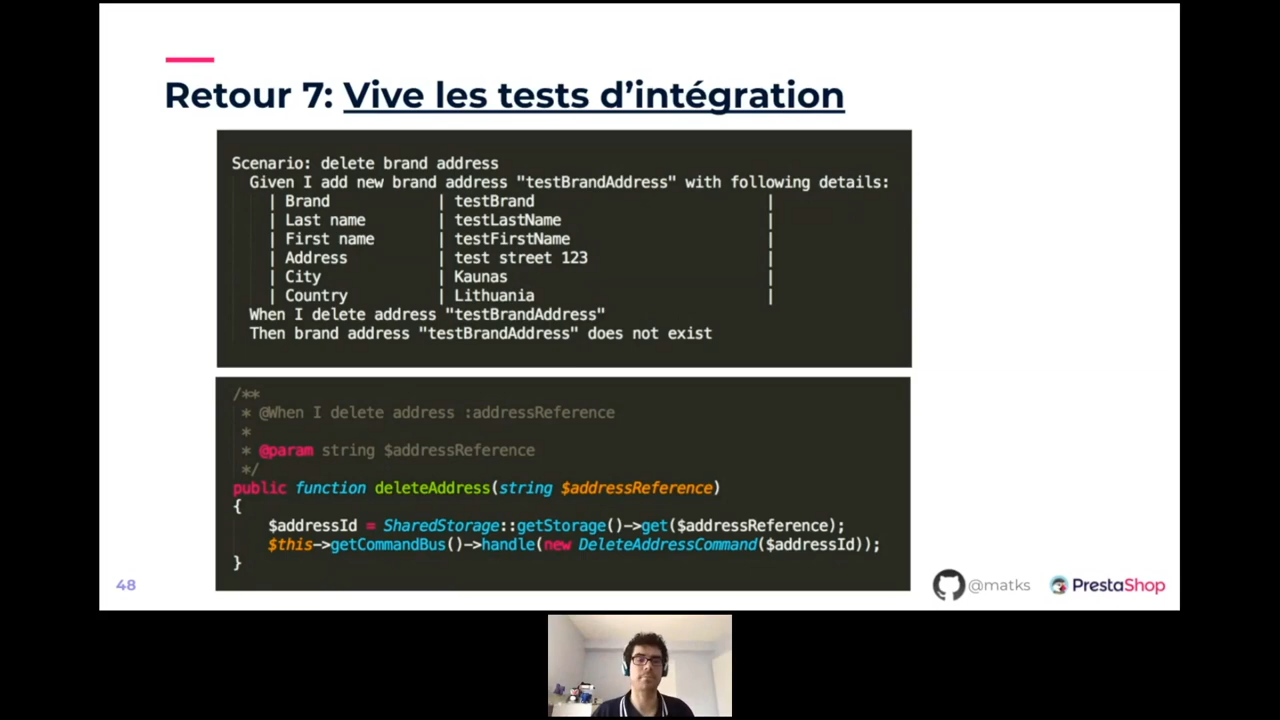 Retour 7: Vive les tests d’intégration
Scenario: delete brand address
Given I add new brand address "testBrandAddress" with following details:
| Brand | testBrand |
| Last name | testLastName |
| First name | testFirstName |
| Address | test street 123 |
| City | Kaunas |
| Country | Lithuania |
When I delete address "testBrandAddress"
Then brand address "testBrandAddress" does not exist
/**
* @When I delete address :addressReference
*
* @param string $addressReference
*/
public function deleteAddress(string $addressReference)
{
$addressId = SharedStorage::getStorage()->get($addressReference);
$this->getCommandBus()->handle(new DeleteAddressCommand($addressId));
}
48
@matks
PrestaShop